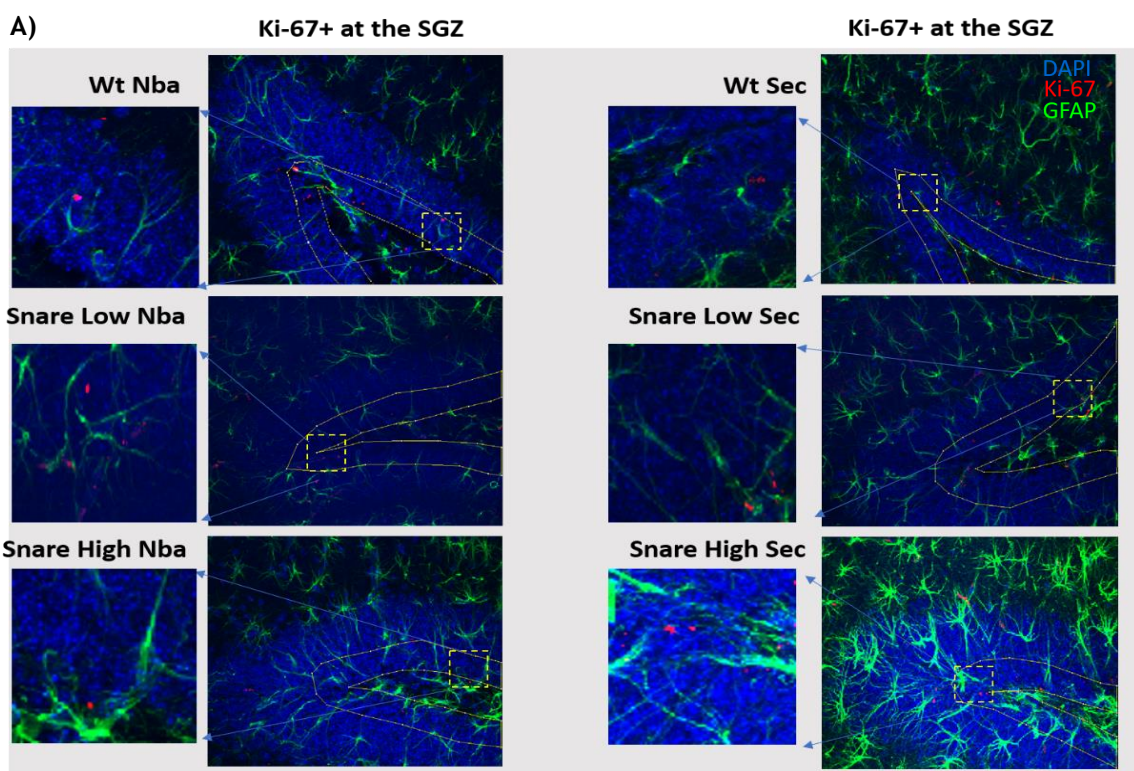 A)
Ki-67+ at the SGZ
Ki-67+ at the SGZ
Wt Nba
Wt Sec
DAPI
Ki-67
GFAP
Snare Low Nba
Snare Low Sec
Snare High Nba
Snare High Sec